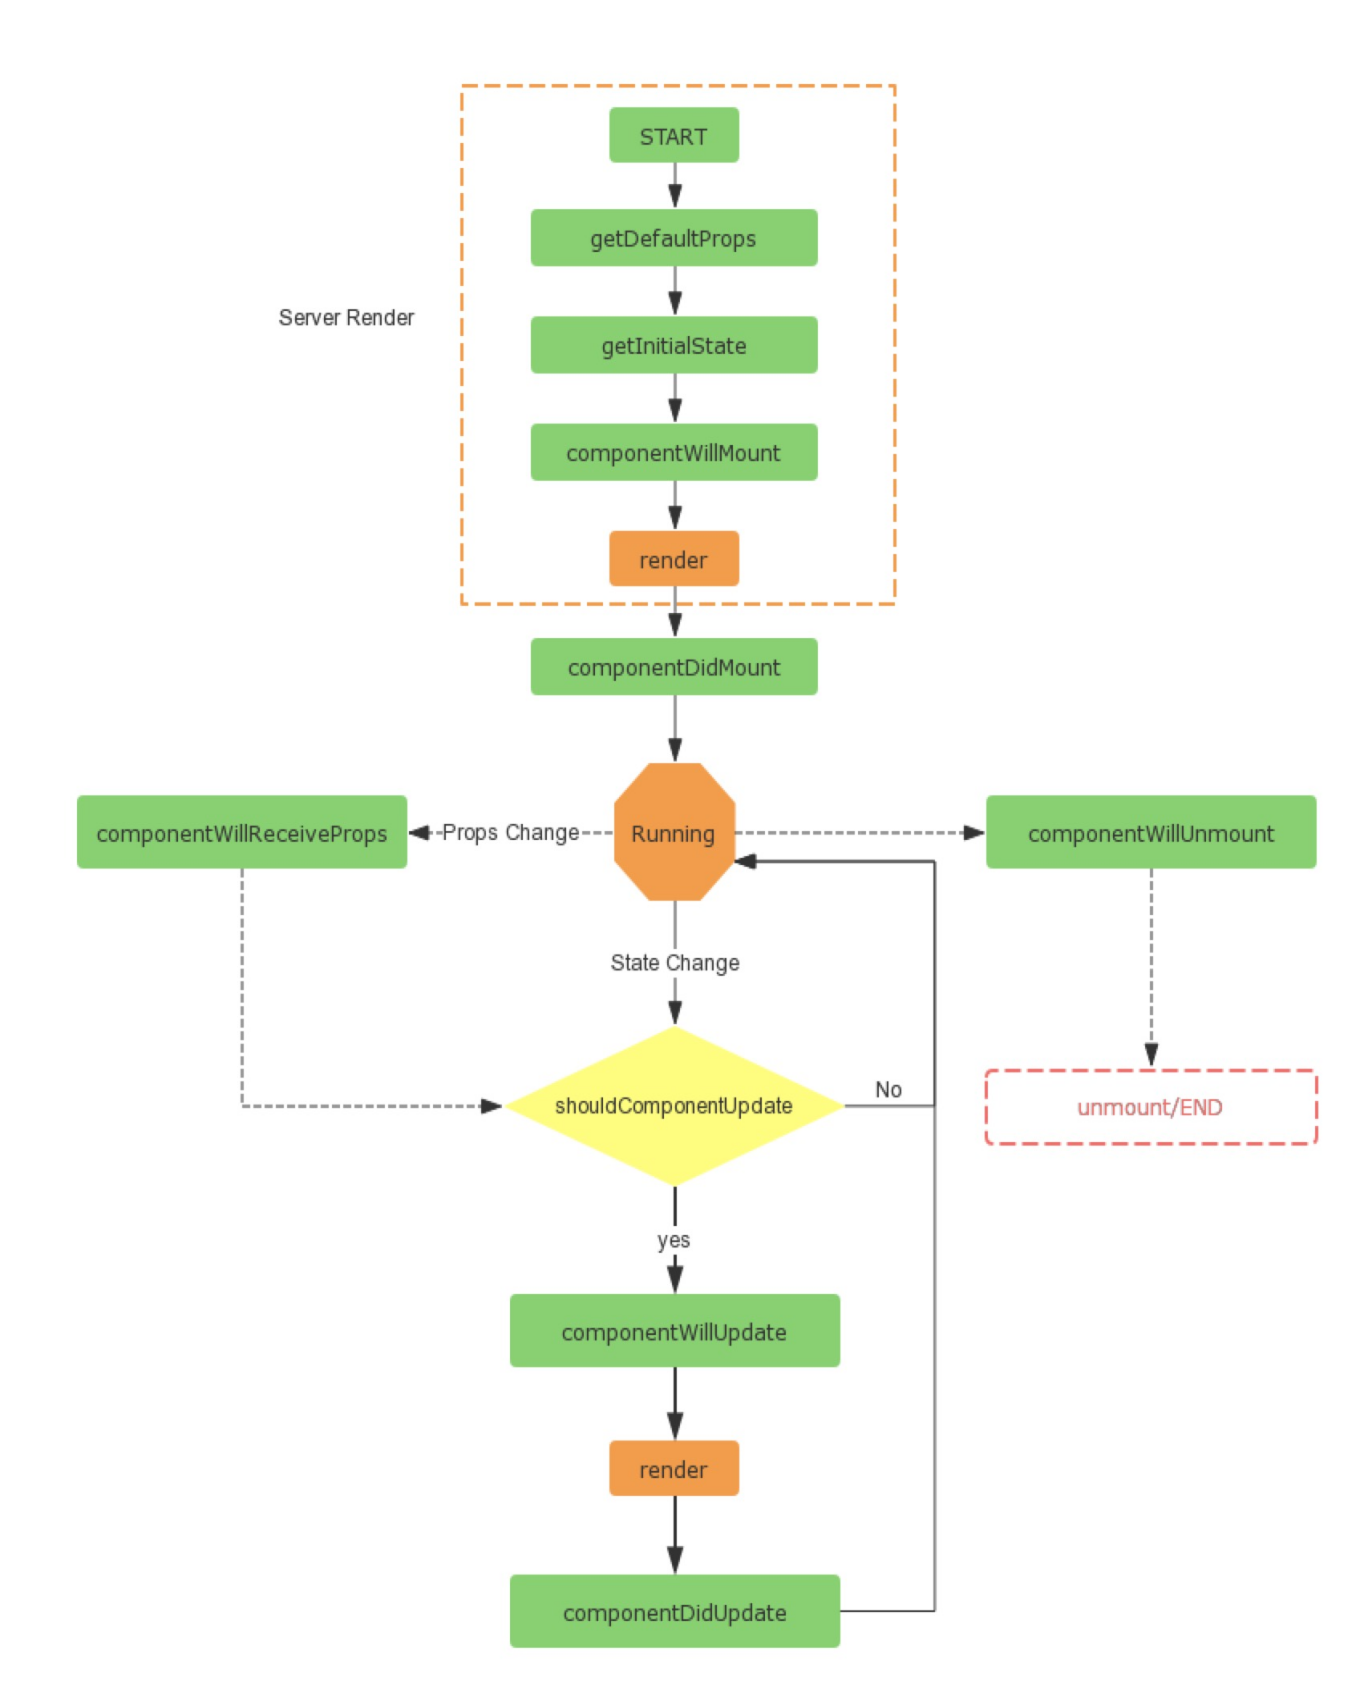 START
getDefaultProps
Server Render
getInitialState
componentWillMount
render
componentDidMount
componentWillReceiveProps
Props Change
Running
componentWillUnmount
State Change
No
shouldComponentUpdate
unmount/END
yes
componentWillUpdate
render
componentDidUpdate